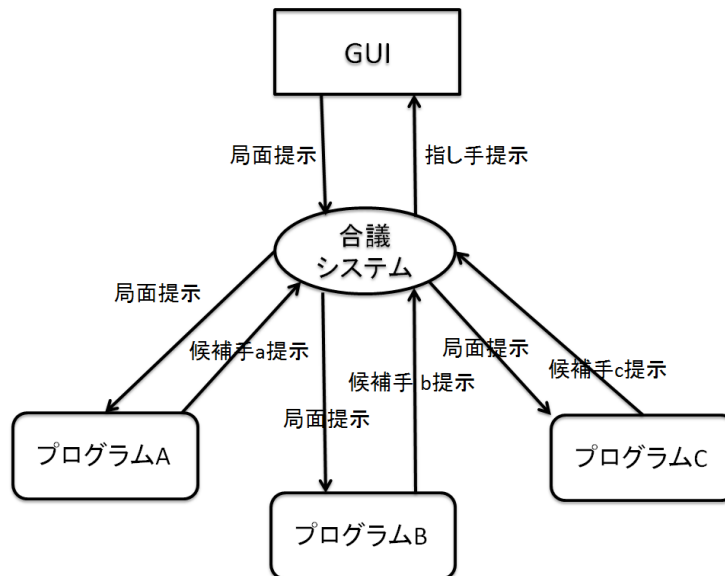 GUI
局面提示
指し手提示
合議
システム
局面提示
候補手a提示
局面提示
候補手b提示
局面提示
候補手c提示
プログラムA
プログラムB
プログラムC